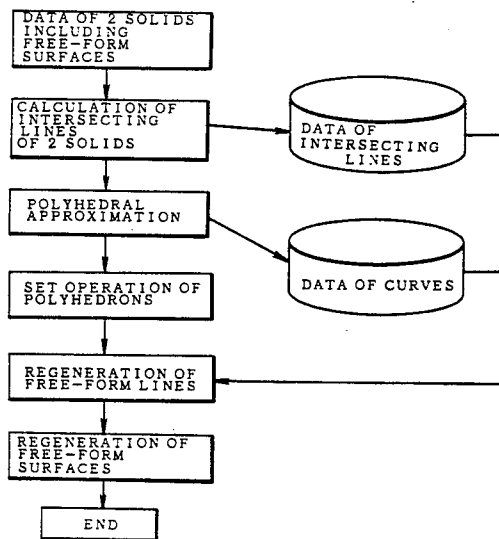 DATA OF 2 SOLIDS
INCLUDING
FREE-FORM
SURFACES
CALCULATION OF
INTERSECTING
LINES
OF 2 SOLIDS
DATA OF
INTERSECTING
LINES
POLYHEDRAL
APPROXIMATION
DATA OF CURVES
SET OPERATION OF
POLYHEDRONS
REGENERATION OF
FREE-FORM LINES
REGENERATION OF
FREE-FORM
SURFACES
END